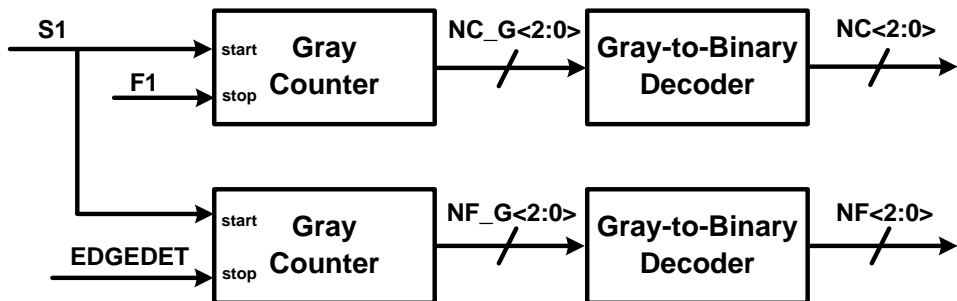 S1
start
Gray
Counter
NC_G<2:0>
Gray-to-Binary
Decoder
NC<2:0>
F1
stop
start
Gray
Counter
NF_G<2:0>
Gray-to-Binary
Decoder
NF<2:0>
EDGEDET
stop